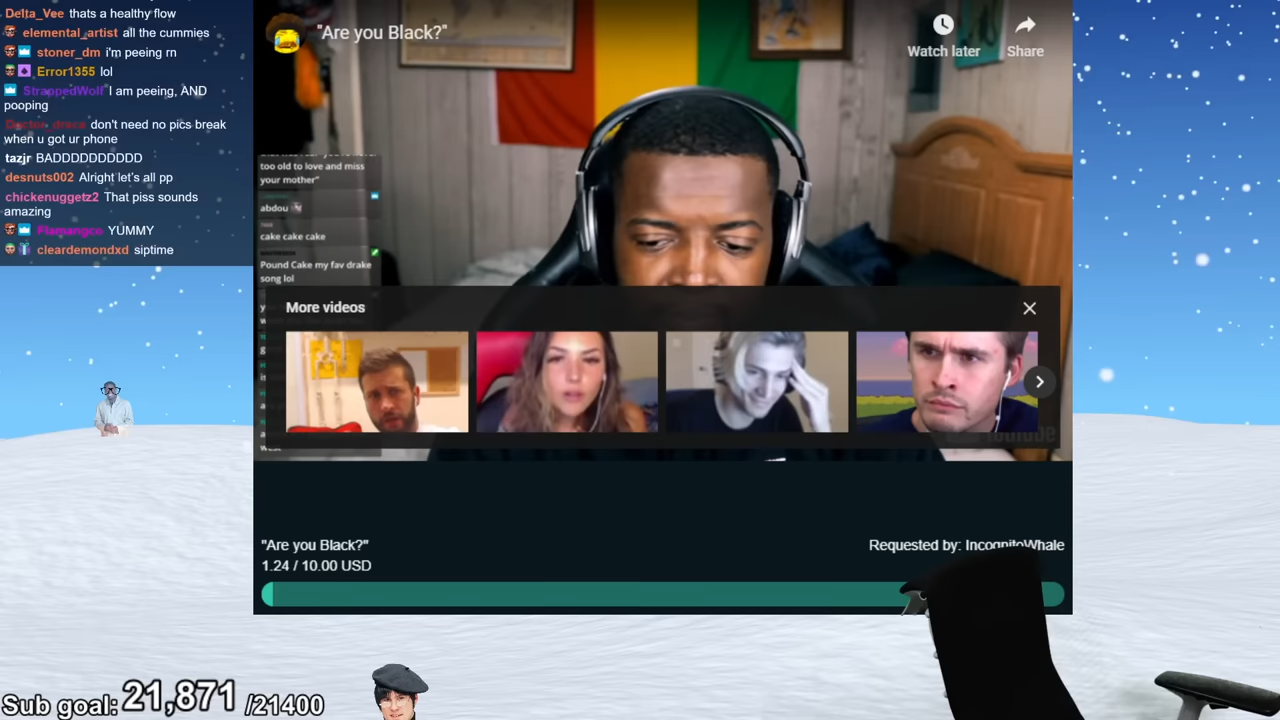 Delta_Vee thats a healthy flow
elemental_artist all the cummies
stoner_dm i'm peeing rn
Error1355 lol
StrappedWolf I am peeing, AND
pooping
don't need no pics break
when u got ur phone
tazjr BADDDDDDDDDD
desnuts002 Alright let's all pp
chickenuggetz2 That piss sounds
amazing
Flamangco YUMMY
cleardemondxd siptime
"Are you Black?"
Watch later
Share
too old to love and miss
your mother"
abdou
cake cake cake
Pound Cake my fav drake
song lol
More videos
"Are you Black?"
Requested by: IncognitoWhale
1.24 / 10.00 USD
Sub goal: 21,871 /21400